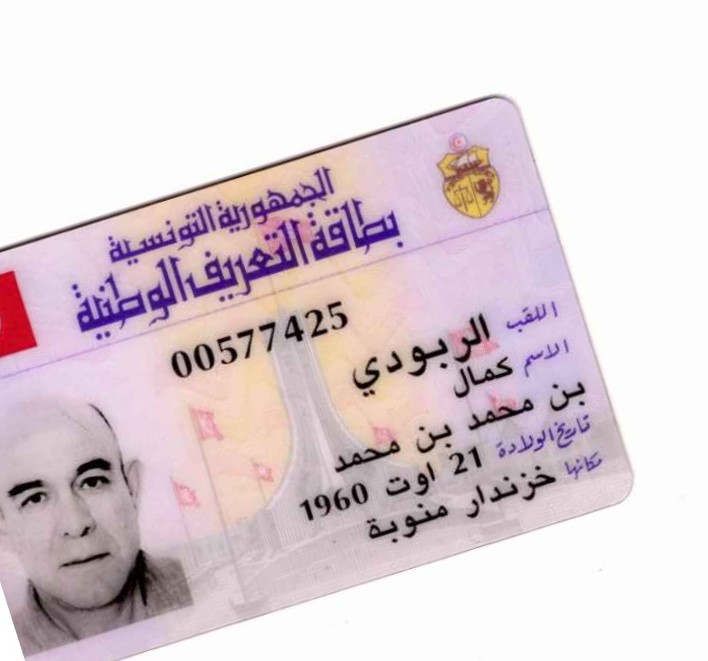 الجمهورية التونسية
بطاقة التعريف الوطنية
00577425
اللقب الربودي
الاسم كمال
بن محمد بن محمد
تاريخ الولادة 21 اوت 1960
مكانها خزندار منوبة